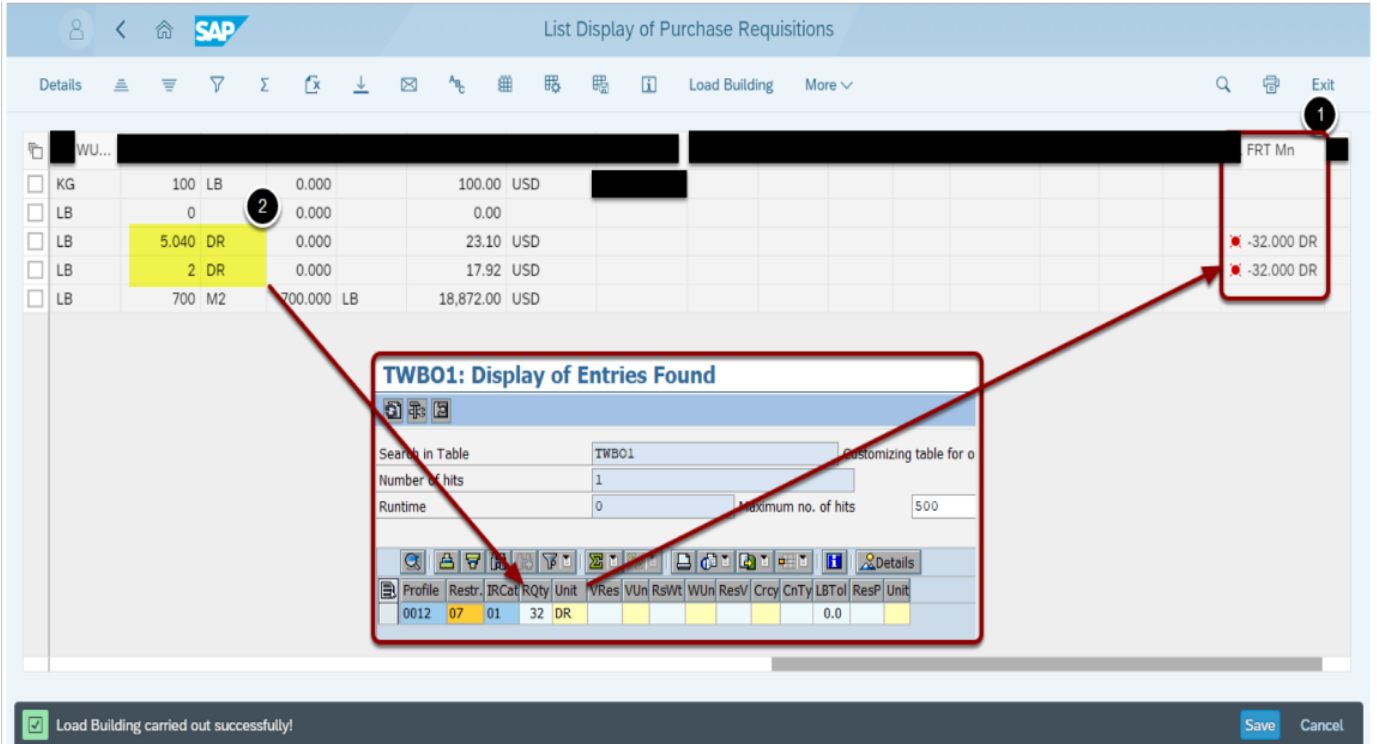 SAP List Display of Purchase Requisitions
Details Load Building More Exit
1
WU... FRT Mn
KG 100 LB 0.000 100.00 USD
2
LB 0 0.000 0.00
LB 5.040 DR 0.000 23.10 USD -32.000 DR
LB 2 DR 0.000 17.92 USD -32.000 DR
LB 700 M2 700.000 LB 18,872.00 USD
TWBO1: Display of Entries Found
Search in Table TWBO1 Customizing table for o
Number of hits 1
Runtime 0 Maximum no. of hits 500
Details
Profile Restr. IRCat RQty Unit VRes VUn RsWt WUn ResV Crcy CnTy LBTol ResP Unit
0012 07 01 32 DR 0.0
Load Building carried out successfully! Save Cancel